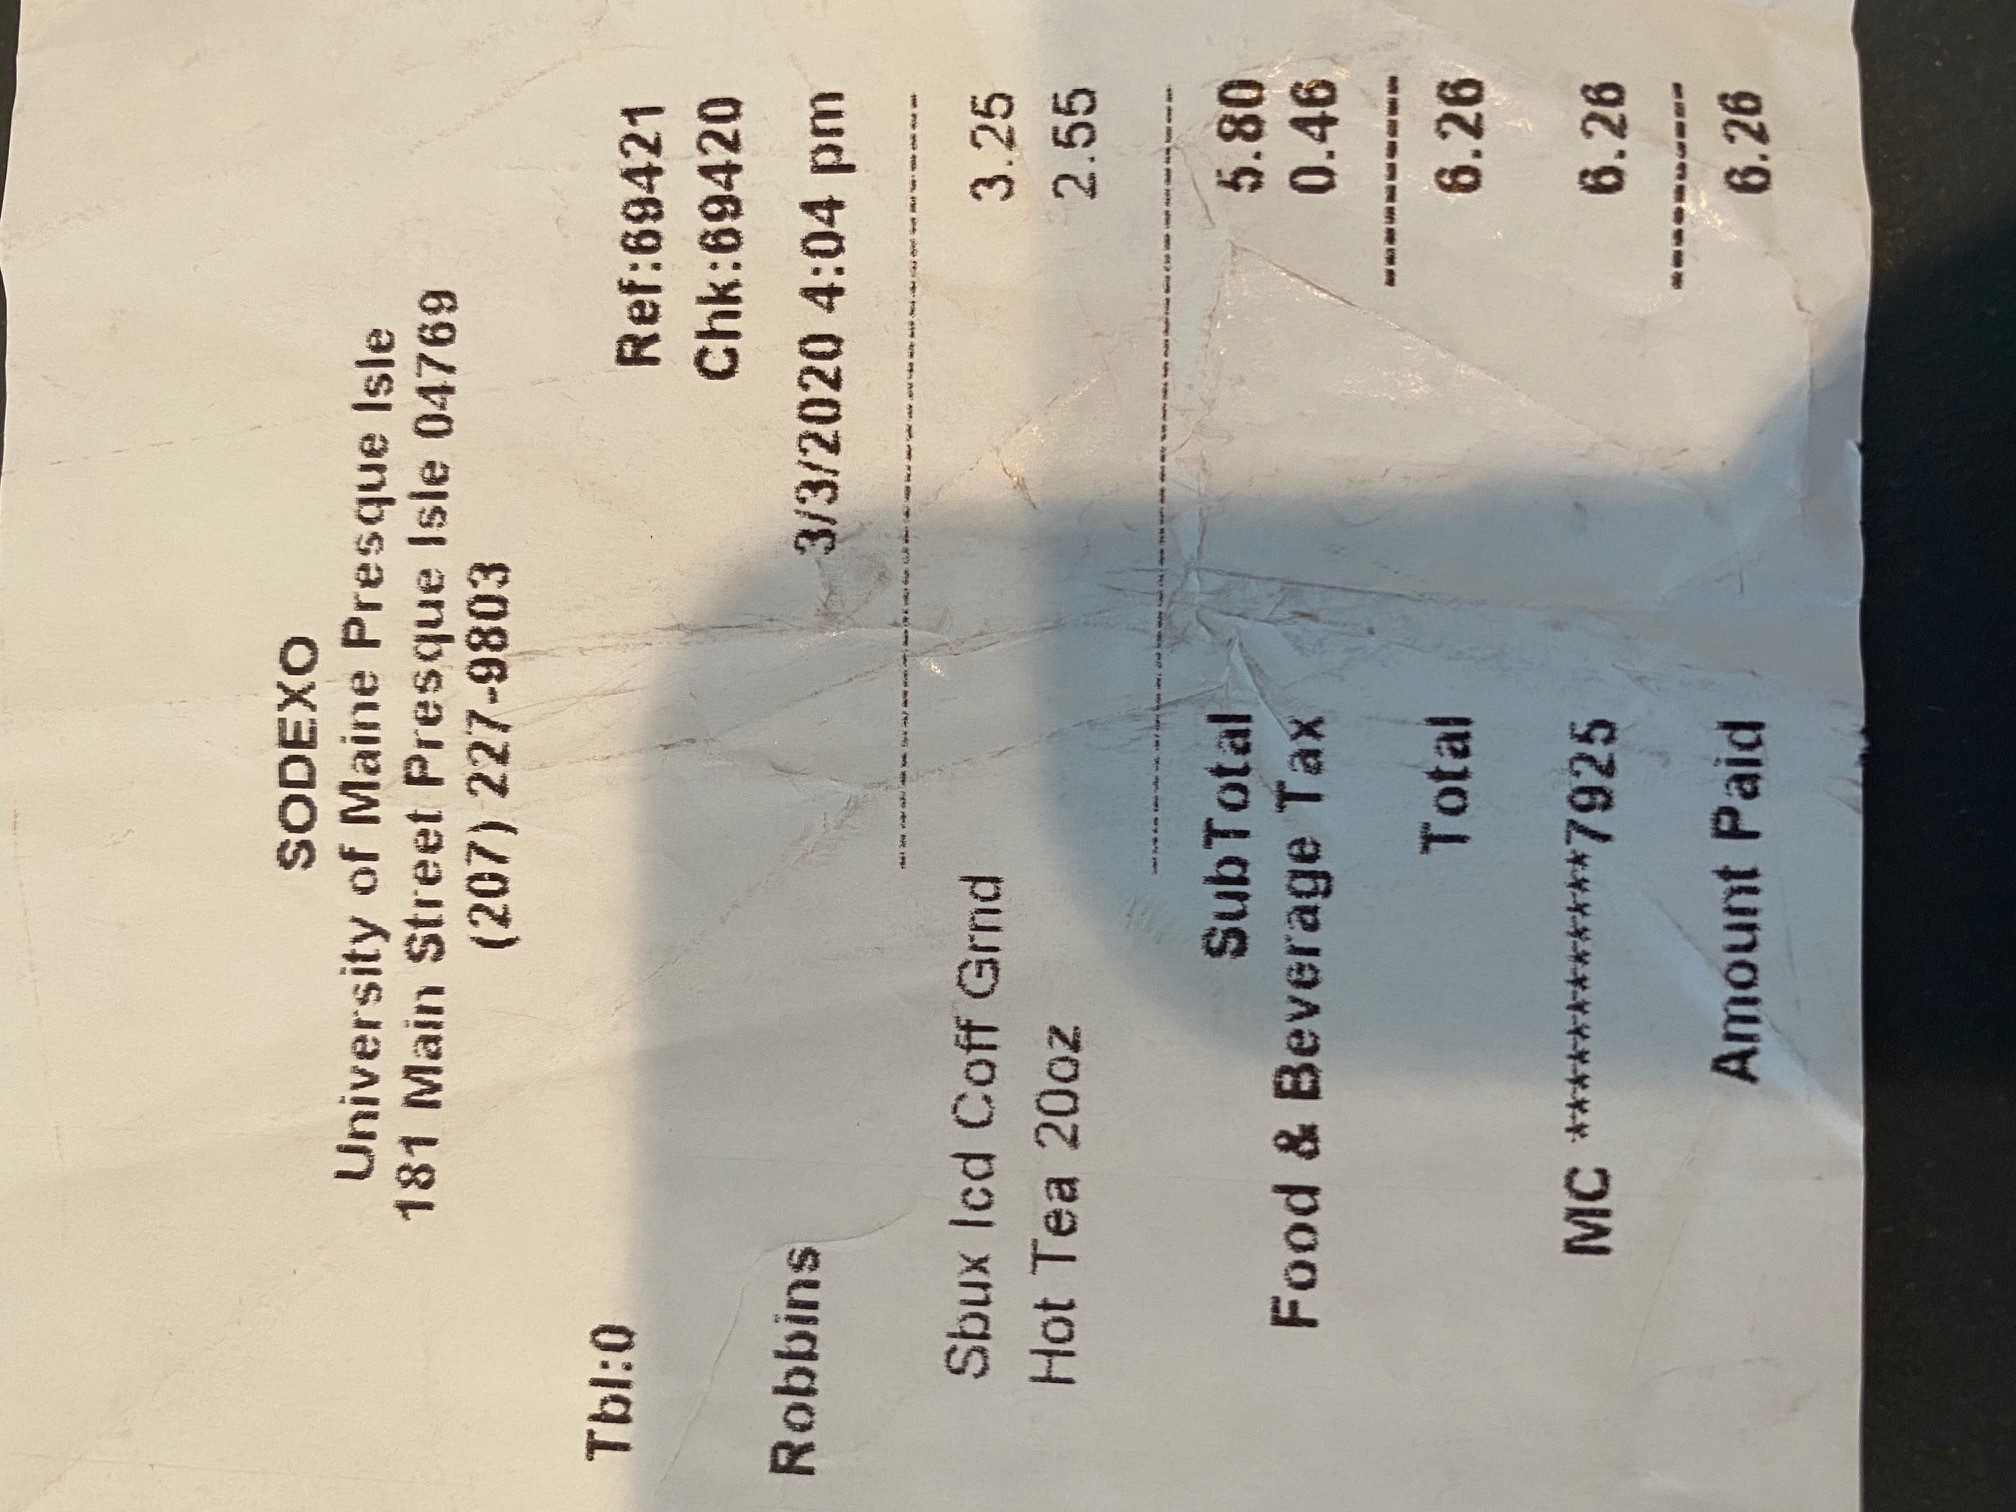 SODEXO
University of Maine Presque Isle
181 Main Street Presque Isle 04769
(207) 227-9803
Tbl:0 Ref:69421
Chk:69420
Robbins 3/3/2020 4:04 pm
Sbux Icd Coff Grnd 3.25
Hot Tea 20oz 2.55
SubTotal 5.80
Food & Beverage Tax 0.46
Total 6.26
MC ************7925 6.26
Amount Paid 6.26